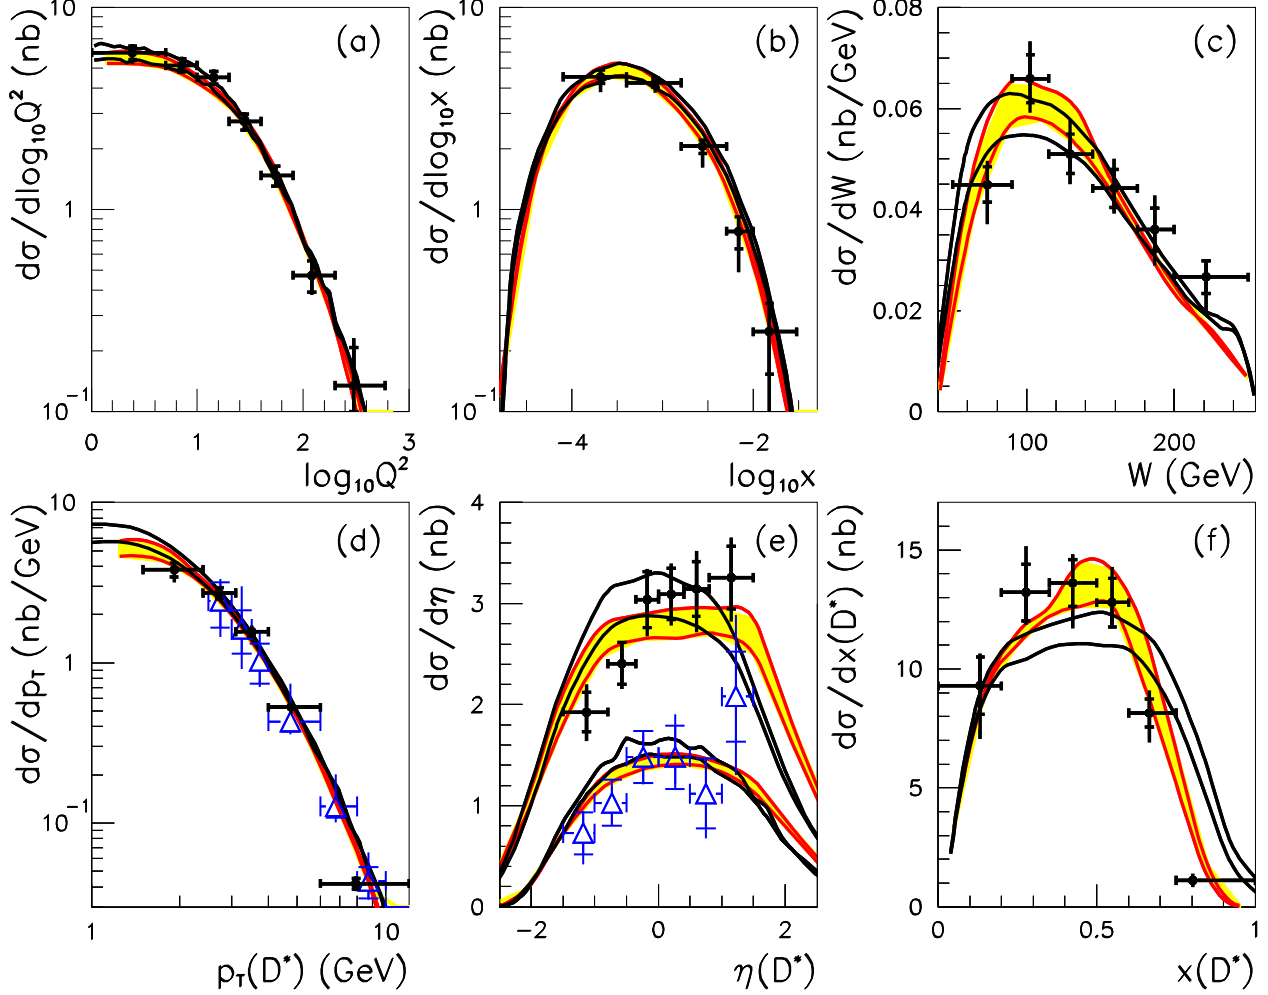 (a)
dσ/dlog₁₀Q² (nb)
10
1
10⁻¹
0 1 2 3
log₁₀Q²
(b)
dσ/dlog₁₀x (nb)
10
1
10⁻¹
-4 -2
log₁₀x
(c)
dσ/dW (nb/GeV)
0.08
0.06
0.04
0.02
0
100 200
W (GeV)
(d)
dσ/dp_T (nb/GeV)
10
1
10⁻¹
1 10
p_T(D*) (GeV)
(e)
dσ/dη (nb)
4
3
2
1
0
-2 0 2
η(D*)
(f)
dσ/dx(D*) (nb)
15
10
5
0
0 0.5 1
x(D*)